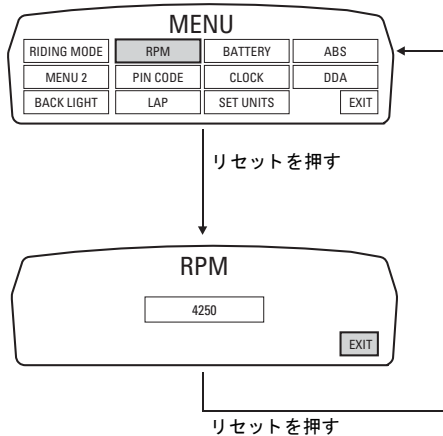 MENU
RIDING MODE RPM BATTERY ABS
MENU 2 PIN CODE CLOCK DDA
BACK LIGHT LAP SET UNITS EXIT
リセットを押す
RPM
4250
EXIT
リセットを押す